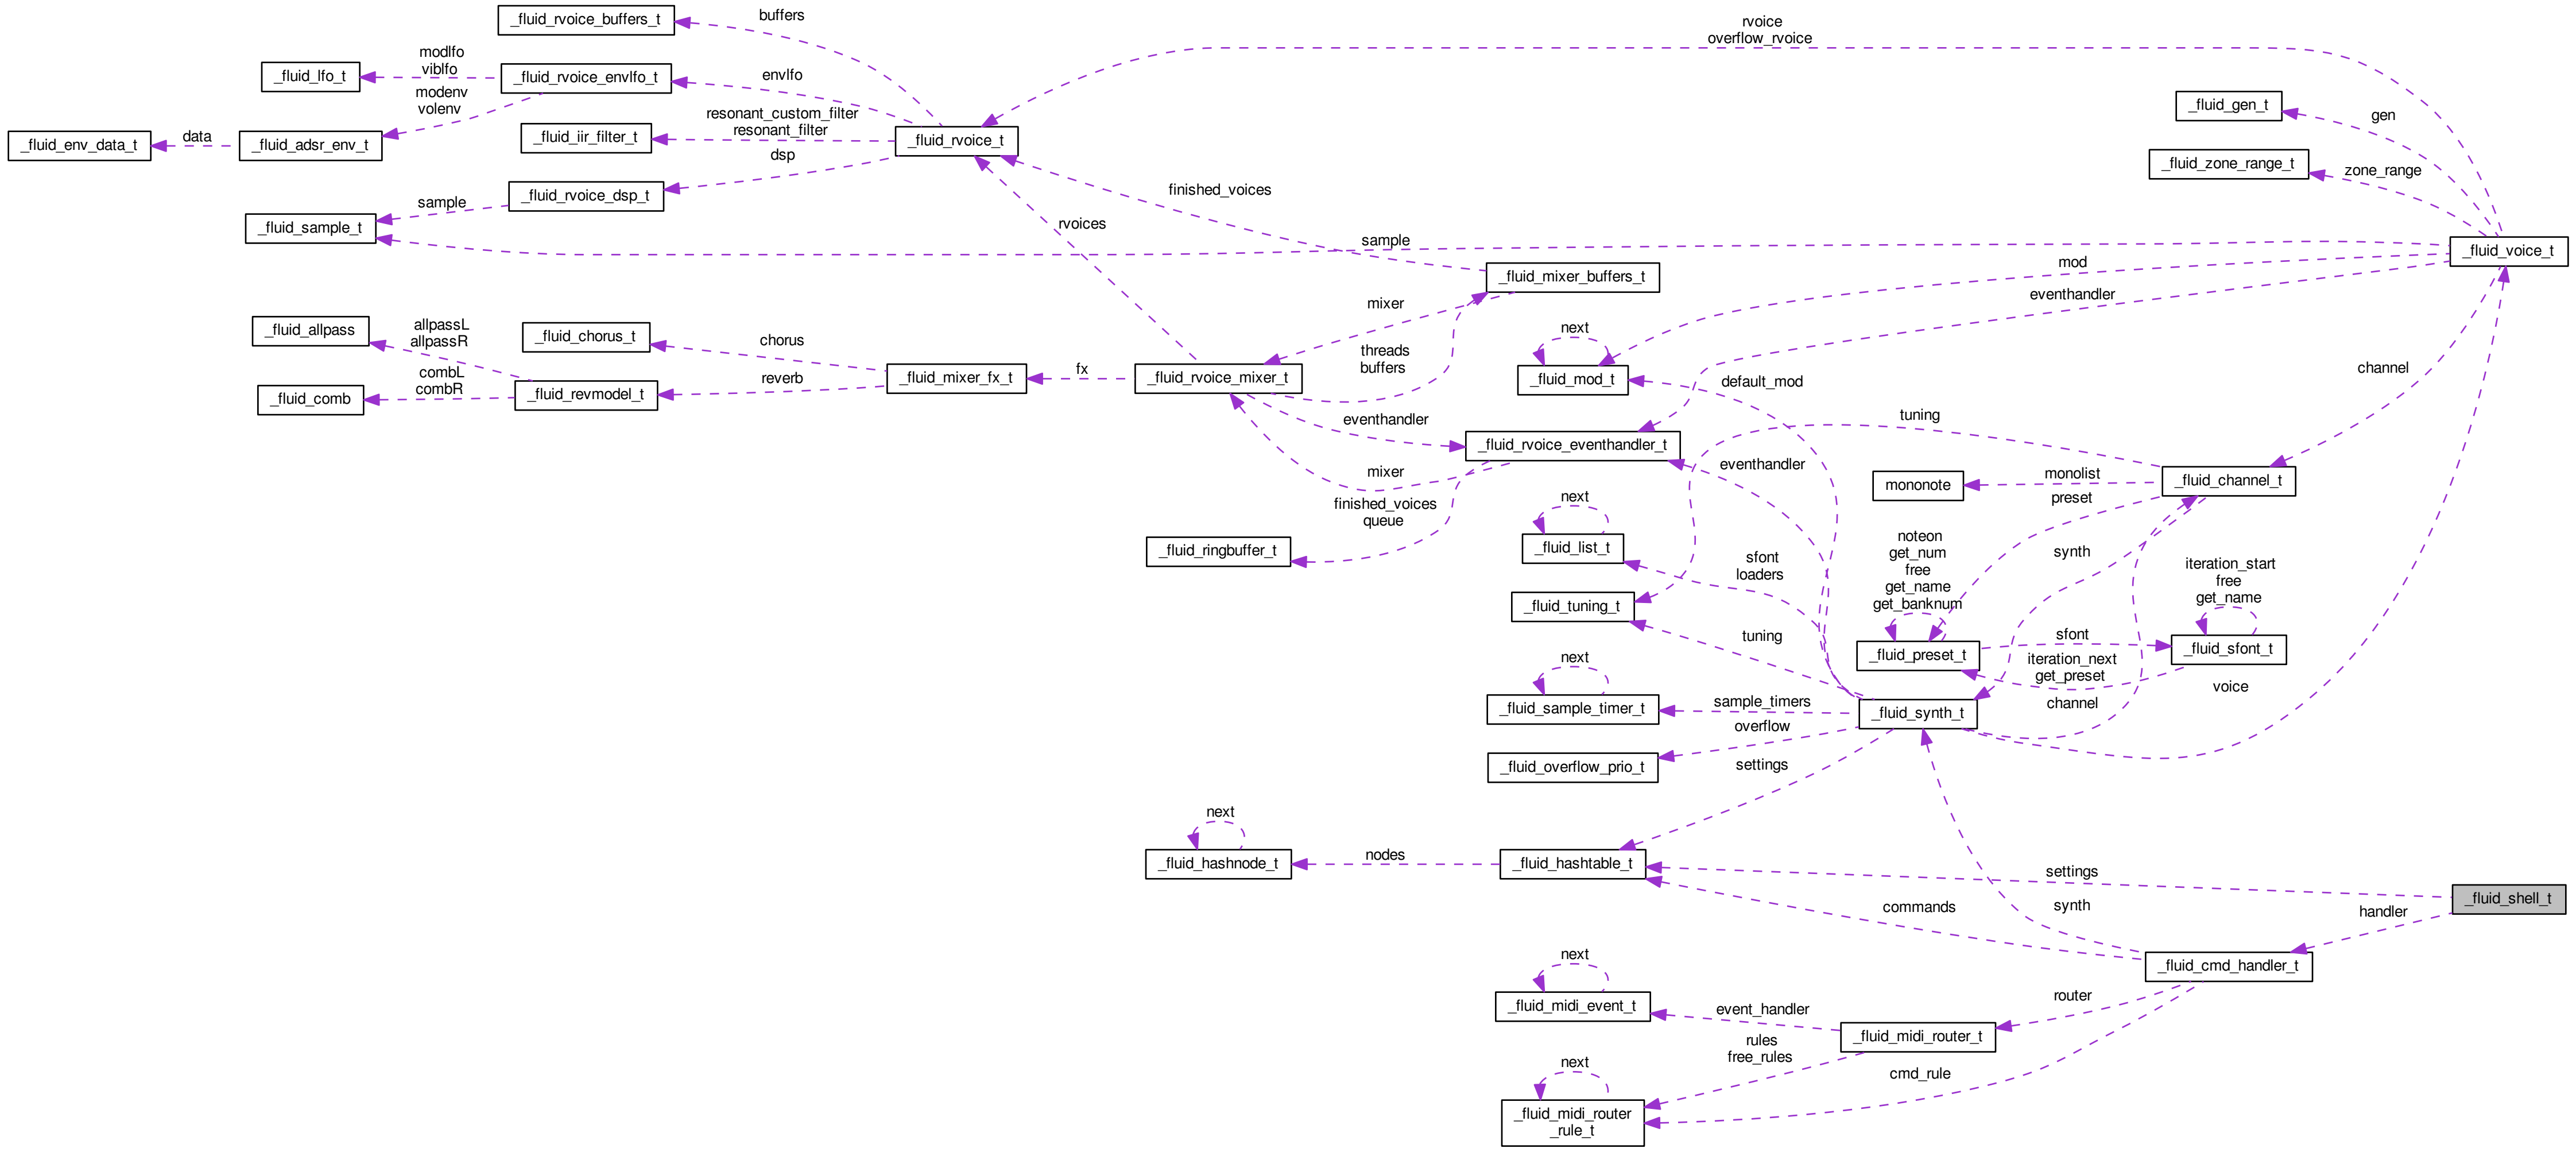 _fluid_rvoice_buffers_t
buffers
rvoice
overflow_rvoice
modlfo
viblfo
_fluid_lfo_t
_fluid_rvoice_envlfo_t
envlfo
modenv
volenv
_fluid_gen_t
gen
resonant_custom_filter
resonant_filter
_fluid_iir_filter_t
_fluid_rvoice_t
_fluid_env_data_t
data
_fluid_adsr_env_t
dsp
_fluid_zone_range_t
zone_range
finished_voices
_fluid_rvoice_dsp_t
sample
_fluid_sample_t
rvoices
sample
_fluid_voice_t
mod
_fluid_mixer_buffers_t
eventhandler
mixer
_fluid_allpass
allpassL
allpassR
_fluid_chorus_t
chorus
next
threads
buffers
channel
combL
combR
_fluid_comb
_fluid_revmodel_t
reverb
_fluid_mixer_fx_t
fx
_fluid_rvoice_mixer_t
_fluid_mod_t
default_mod
eventhandler
tuning
_fluid_rvoice_eventhandler_t
mixer
eventhandler
mononote
monolist
_fluid_channel_t
preset
next
finished_voices
queue
_fluid_ringbuffer_t
_fluid_list_t
sfont
loaders
synth
noteon
get_num
free
get_name
get_banknum
iteration_start
free
get_name
_fluid_tuning_t
tuning
_fluid_preset_t
sfont
_fluid_sfont_t
iteration_next
get_preset
next
voice
channel
_fluid_sample_timer_t
sample_timers
_fluid_synth_t
overflow
_fluid_overflow_prio_t
settings
next
_fluid_hashnode_t
nodes
_fluid_hashtable_t
settings
_fluid_shell_t
commands
synth
handler
next
_fluid_cmd_handler_t
router
_fluid_midi_event_t
event_handler
_fluid_midi_router_t
rules
free_rules
next
cmd_rule
_fluid_midi_router
_rule_t